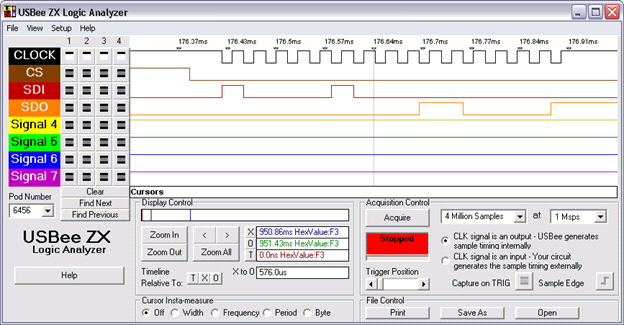 USBee ZX Logic Analyzer
File View Setup Help
1 2 3 4
176.37ms 176.43ms 176.5ms 176.57ms 176.64ms 176.7ms 176.77ms 176.84ms 176.91ms
CLOCK
CS
SDI
SDO
Signal 4
Signal 5
Signal 6
Signal 7
Pod Number
6456
Clear
Find Next
Find Previous
Cursors
USBee ZX
Logic Analyzer
Help
Display Control
Zoom In < >
Zoom Out Zoom All
X 950.86ms HexValue:F3
O 951.43ms HexValue:F3
T 0.0ns HexValue:F3
Timeline
Relative To: T X O X to O 576.0us
Cursor Insta-measure
Off Width Frequency Period Byte
Acquisition Control
Acquire 4 Million Samples at 1 Msps
Stopped
CLK signal is an output - USBee generates
sample timing internally
CLK signal is an input - Your circuit
generates the sample timing externally
Trigger Position
Capture on TRIG Sample Edge
File Control
Print Save As Open